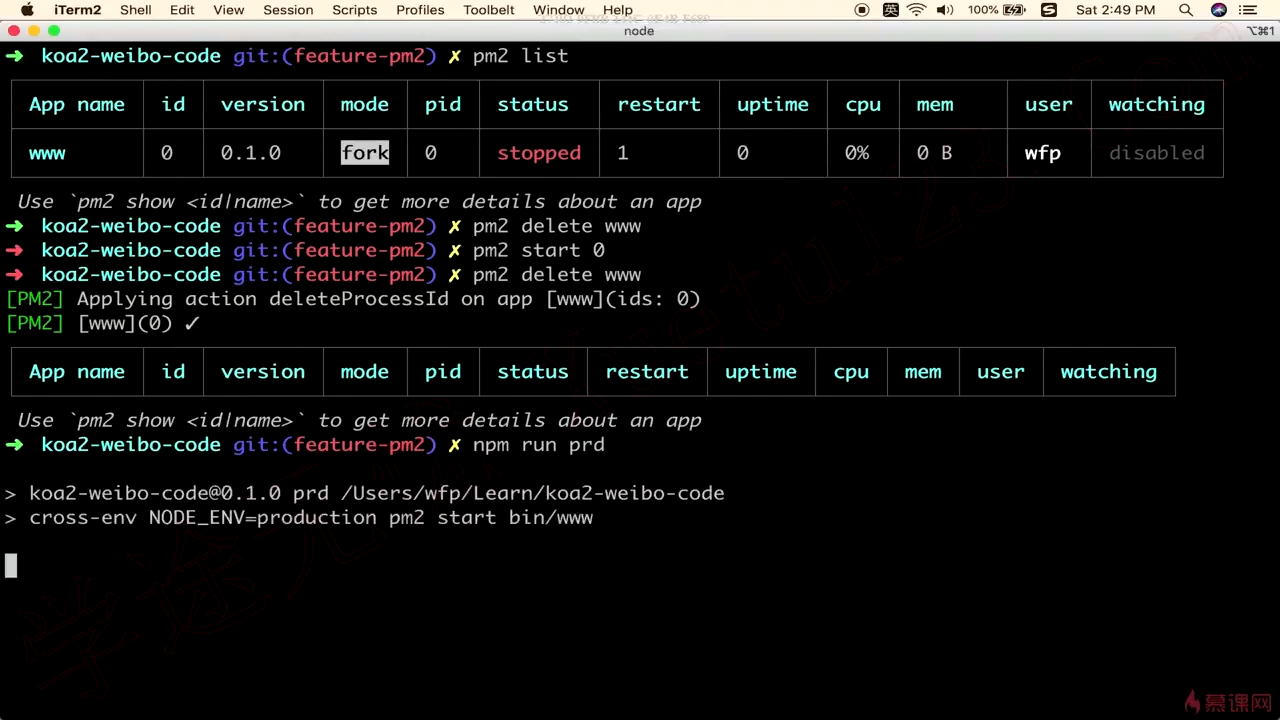 iTerm2 Shell Edit View Session Scripts Profiles Toolbelt Window Help 英 100% Sat 2:49 PM
node ⌥⌘1
➜ koa2-weibo-code git:(feature-pm2) ✗ pm2 list
App name id version mode pid status restart uptime cpu mem user watching
www 0 0.1.0 fork 0 stopped 1 0 0% 0 B wfp disabled
Use `pm2 show <id|name>` to get more details about an app
➜ koa2-weibo-code git:(feature-pm2) ✗ pm2 delete www
➜ koa2-weibo-code git:(feature-pm2) ✗ pm2 start 0
➜ koa2-weibo-code git:(feature-pm2) ✗ pm2 delete www
[PM2] Applying action deleteProcessId on app [www](ids: 0)
[PM2] [www](0) ✓
App name id version mode pid status restart uptime cpu mem user watching
Use `pm2 show <id|name>` to get more details about an app
➜ koa2-weibo-code git:(feature-pm2) ✗ npm run prd
> koa2-weibo-code@0.1.0 prd /Users/wfp/Learn/koa2-weibo-code
> cross-env NODE_ENV=production pm2 start bin/www
慕课网